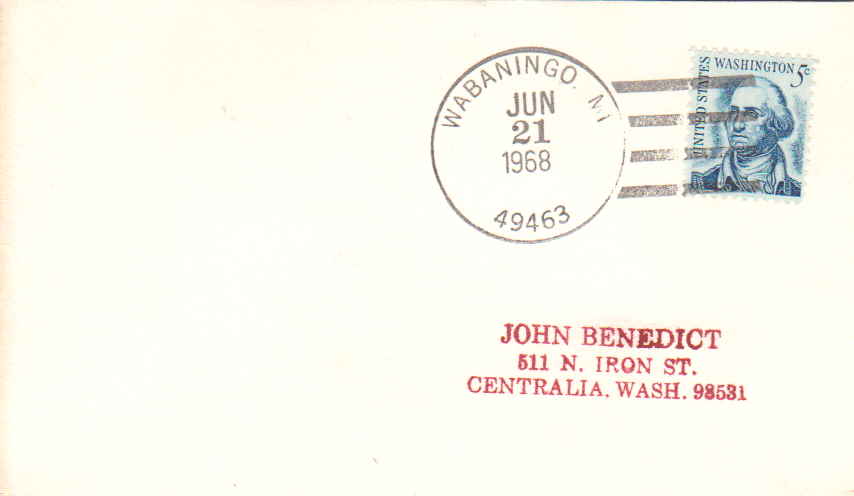 WABANINGO. MI
JUN
21
1968
49463
UNITED STATES
WASHINGTON 5c
JOHN BENEDICT
511 N. IRON ST.
CENTRALIA. WASH. 98531